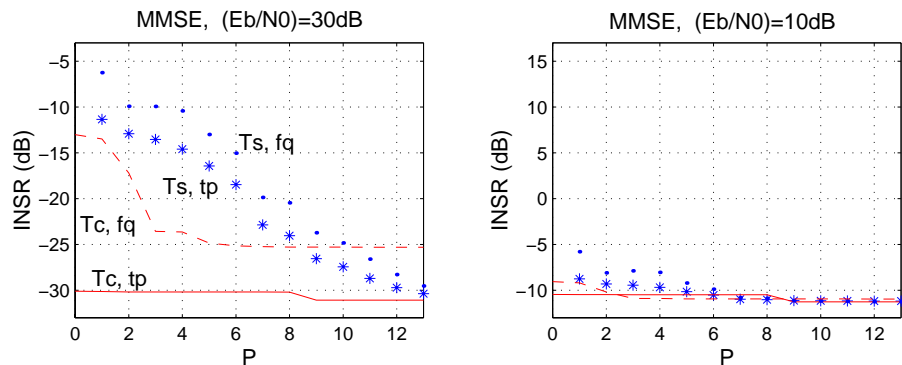 MMSE, (Eb/N0)=30dB
−5
−10
−15
−20
−25
−30
INSR (dB)
Ts, fq
Ts, tp
Tc, fq
Tc, tp
0 2 4 6 8 10 12
P
MMSE, (Eb/N0)=10dB
15
10
5
0
−5
−10
INSR (dB)
0 2 4 6 8 10 12
P